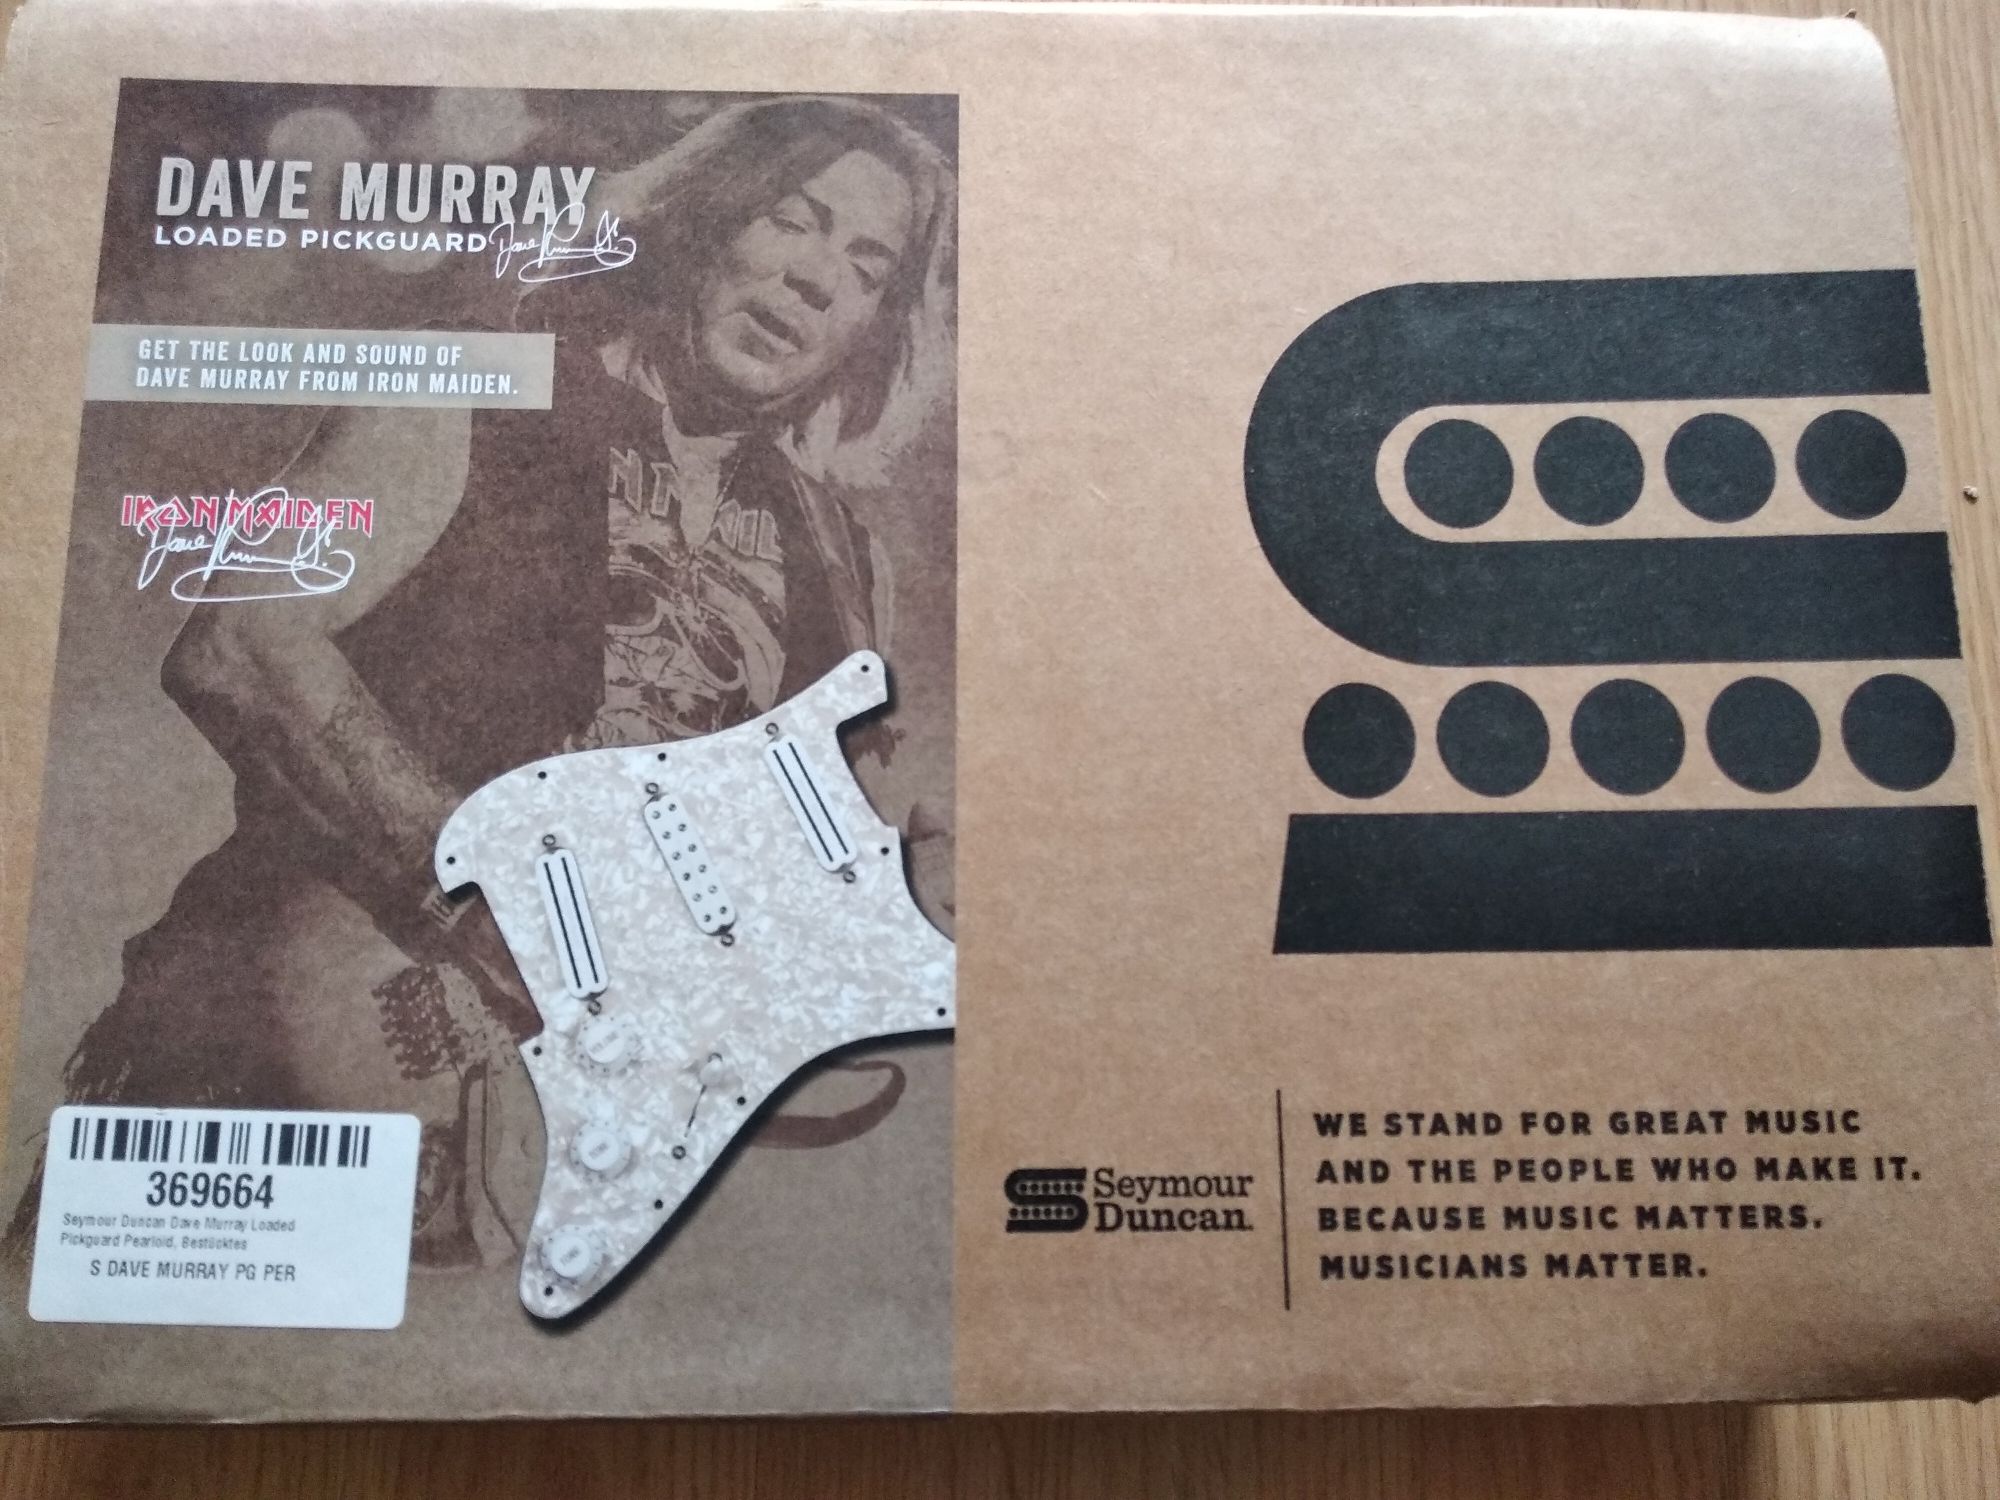 DAVE MURRAY
LOADED PICKGUARD
GET THE LOOK AND SOUND OF
DAVE MURRAY FROM IRON MAIDEN.
IRON MAIDEN
369664
Seymour Duncan Dave Murray Loaded
Pickguard Pearloid, Bestücktes
S DAVE MURRAY PG PER
Seymour
Duncan
WE STAND FOR GREAT MUSIC
AND THE PEOPLE WHO MAKE IT.
BECAUSE MUSIC MATTERS.
MUSICIANS MATTER.